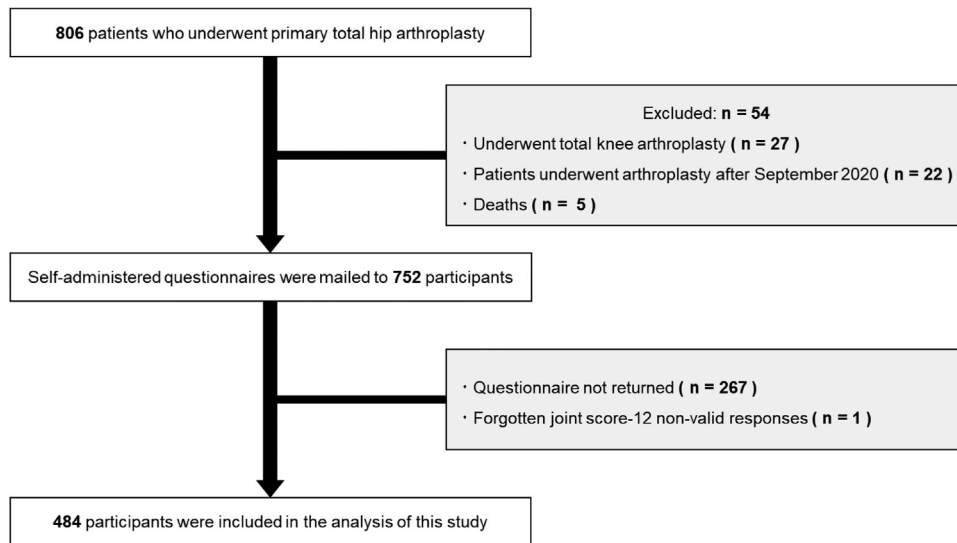 806 patients who underwent primary total hip arthroplasty
Excluded: n = 54
・Underwent total knee arthroplasty ( n = 27 )
・Patients underwent arthroplasty after September 2020 ( n = 22 )
・Deaths ( n = 5 )
Self-administered questionnaires were mailed to 752 participants
・Questionnaire not returned ( n = 267 )
・Forgotten joint score-12 non-valid responses ( n = 1 )
484 participants were included in the analysis of this study